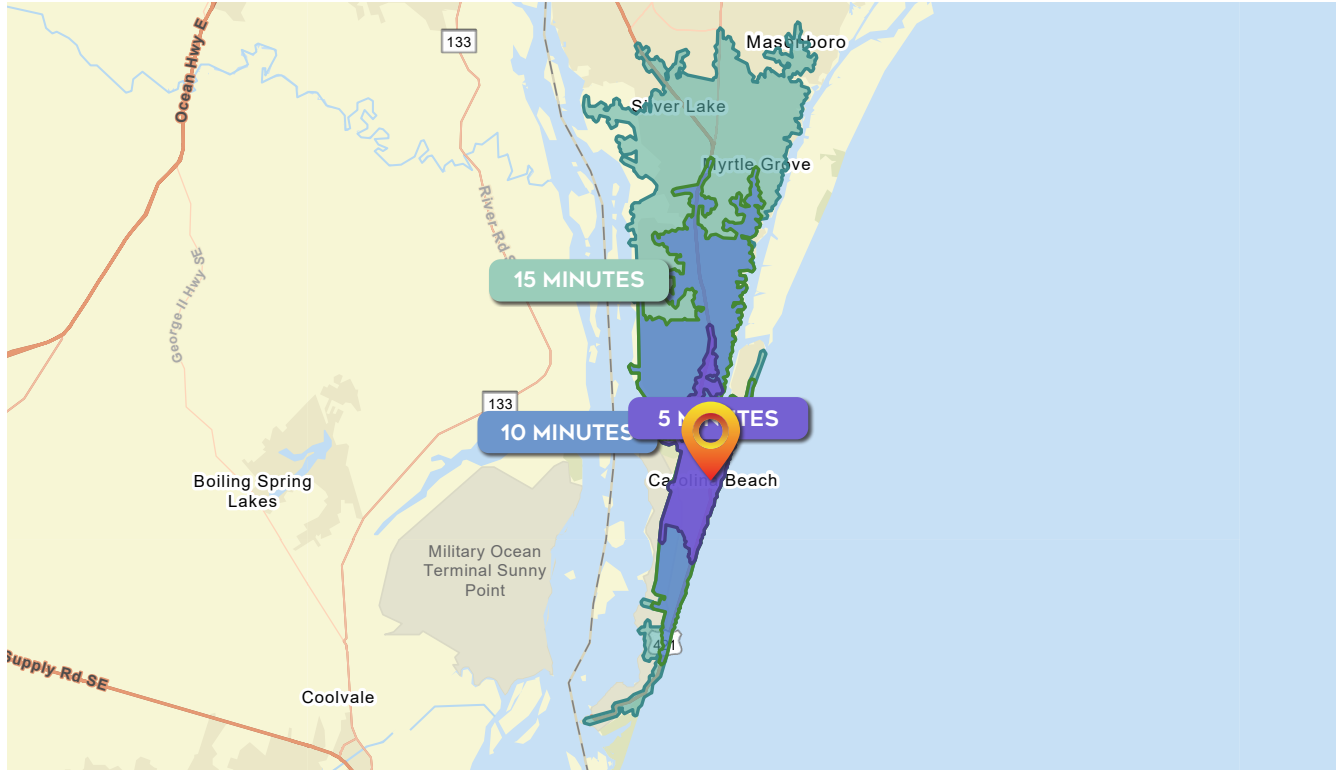 Ocean Hwy E
133
Masonboro
Silver Lake
Myrtle Grove
River Rd S
George II Hwy SE
15 MINUTES
133
5 MINUTES
10 MINUTES
Boiling Spring
Lakes
Carolina Beach
Military Ocean
Terminal Sunny
Point
421
Supply Rd SE
Coolvale